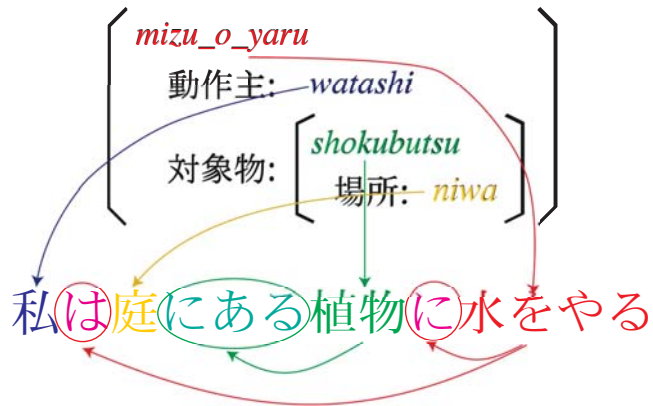 mizu_o_yaru
動作主: watashi
shokubutsu
対象物:
場所: niwa
私は庭にある植物に水をやる